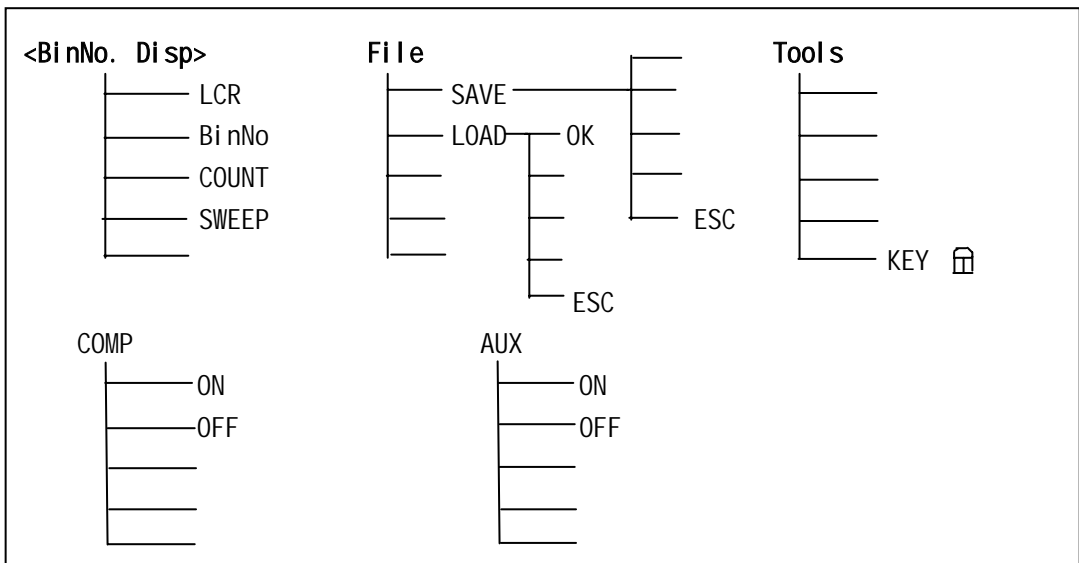 <BinNo. Disp>
LCR
BinNo
COUNT
SWEEP
File
SAVE
LOAD
OK
ESC
ESC
Tools
KEY
COMP
ON
OFF
AUX
ON
OFF